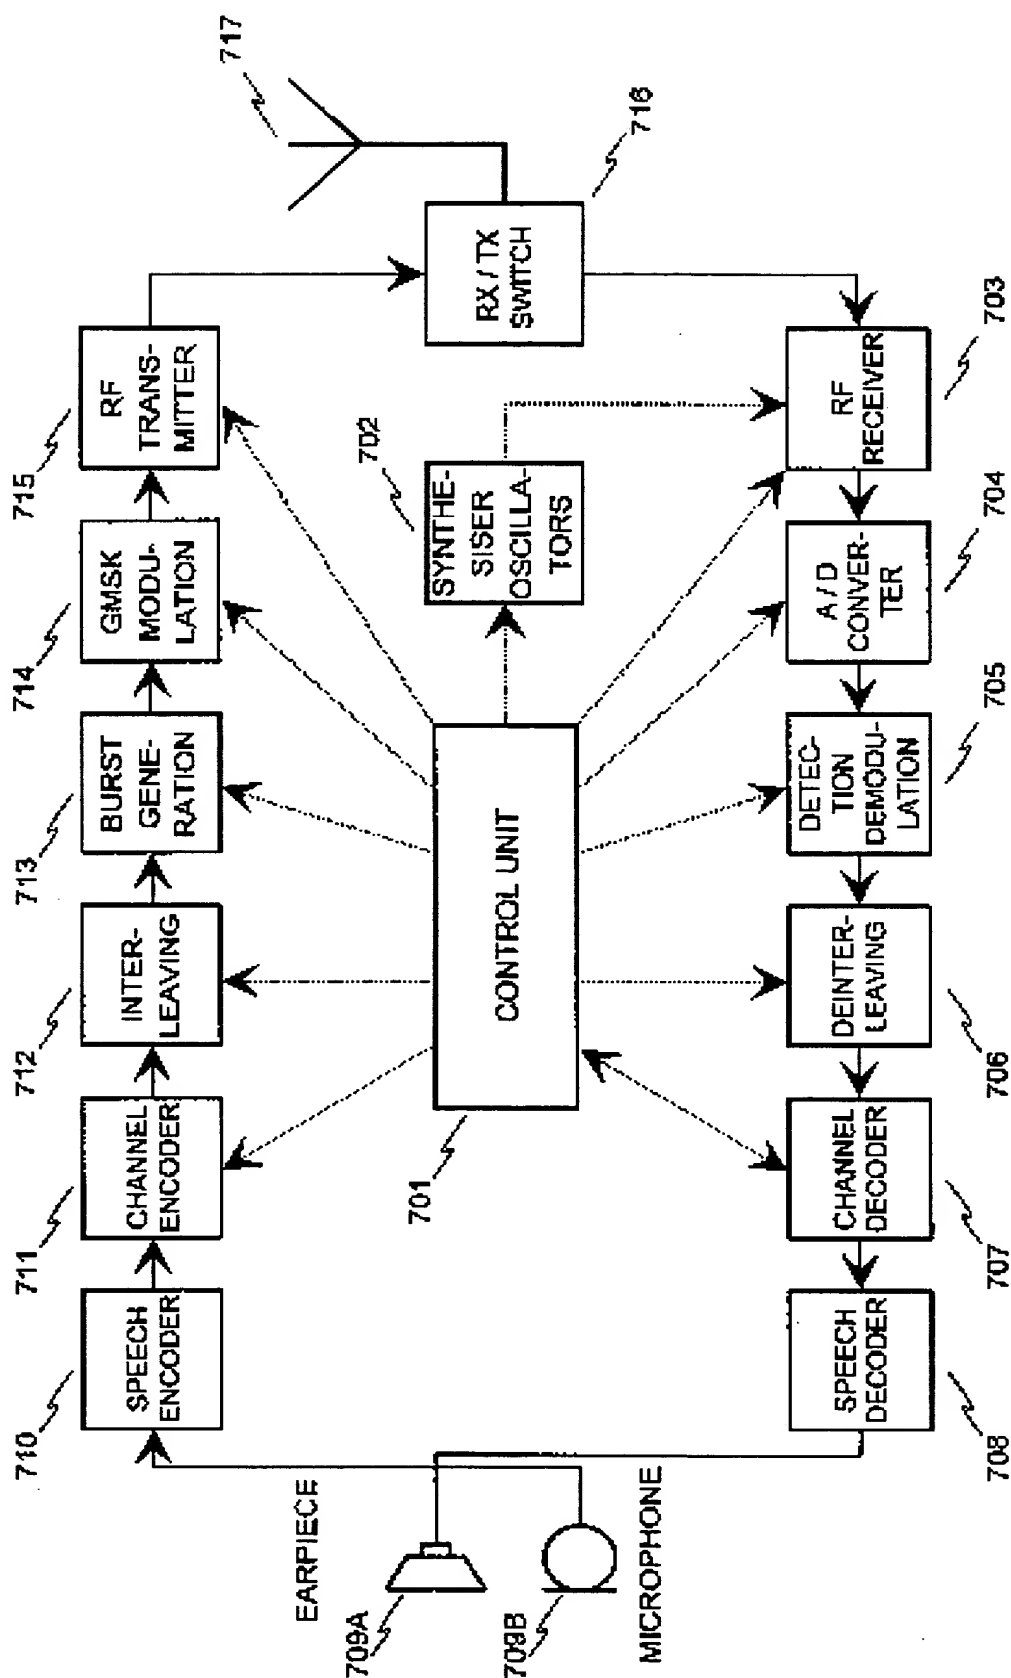 710
711
712
713
714
715
SPEECH
ENCODER
CHANNEL
ENCODER
INTER-
LEAVING
BURST
GENE-
RATION
GMSK
MODU-
LATION
RF
TRANS-
MITTER
717
EARPIECE
709A
709B
MICROPHONE
701
CONTROL UNIT
702
SYNTHE-
SISER
OSCILLA-
TORS
RX / TX
SWITCH
716
SPEECH
DECODER
CHANNEL
DECODER
DEINTER-
LEAVING
DETEC-
TION
DEMODU-
LATION
A / D
CONVER-
TER
RF
RECEIVER
708
707
706
705
704
703